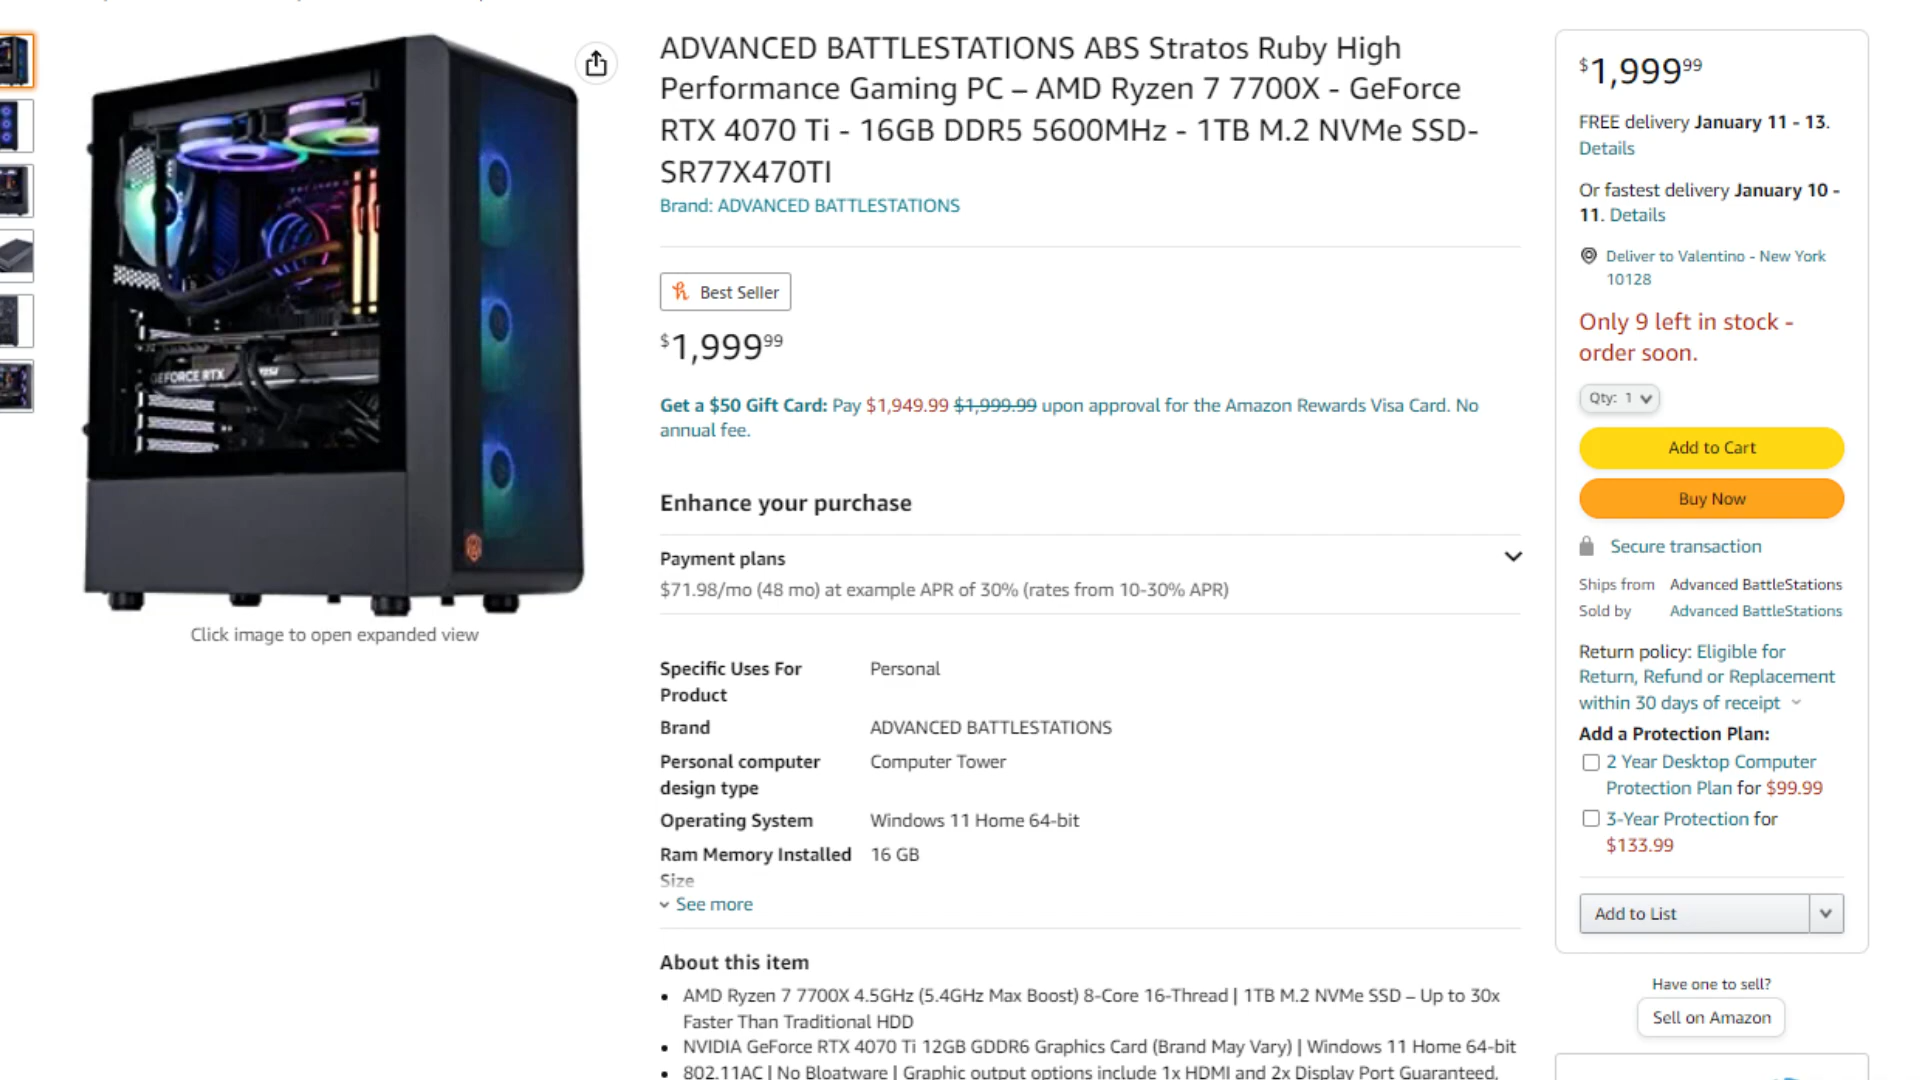 ADVANCED BATTLESTATIONS ABS Stratos Ruby High
Performance Gaming PC – AMD Ryzen 7 7700X - GeForce
RTX 4070 Ti - 16GB DDR5 5600MHz - 1TB M.2 NVMe SSD-
SR77X470TI
Brand: ADVANCED BATTLESTATIONS
Best Seller
$1,999⁹⁹
Get a $50 Gift Card: Pay $1,949.99 $1,999.99 upon approval for the Amazon Rewards Visa Card. No
annual fee.
Enhance your purchase
Payment plans
$71.98/mo (48 mo) at example APR of 30% (rates from 10-30% APR)
Specific Uses For Product Personal
Brand ADVANCED BATTLESTATIONS
Personal computer design type Computer Tower
Operating System Windows 11 Home 64-bit
Ram Memory Installed Size 16 GB
See more
About this item
• AMD Ryzen 7 7700X 4.5GHz (5.4GHz Max Boost) 8-Core 16-Thread | 1TB M.2 NVMe SSD – Up to 30x
Faster Than Traditional HDD
• NVIDIA GeForce RTX 4070 Ti 12GB GDDR6 Graphics Card (Brand May Vary) | Windows 11 Home 64-bit
• 802.11AC | No Bloatware | Graphic output options include 1x HDMI and 2x Display Port Guaranteed,
GEFORCE RTX
Click image to open expanded view
$1,999⁹⁹
FREE delivery January 11 - 13.
Details
Or fastest delivery January 10 -
11. Details
Deliver to Valentino - New York
10128
Only 9 left in stock -
order soon.
Qty: 1
Add to Cart
Buy Now
Secure transaction
Ships from Advanced BattleStations
Sold by Advanced BattleStations
Return policy: Eligible for
Return, Refund or Replacement
within 30 days of receipt
Add a Protection Plan:
2 Year Desktop Computer
Protection Plan for $99.99
3-Year Protection for
$133.99
Add to List
Have one to sell?
Sell on Amazon